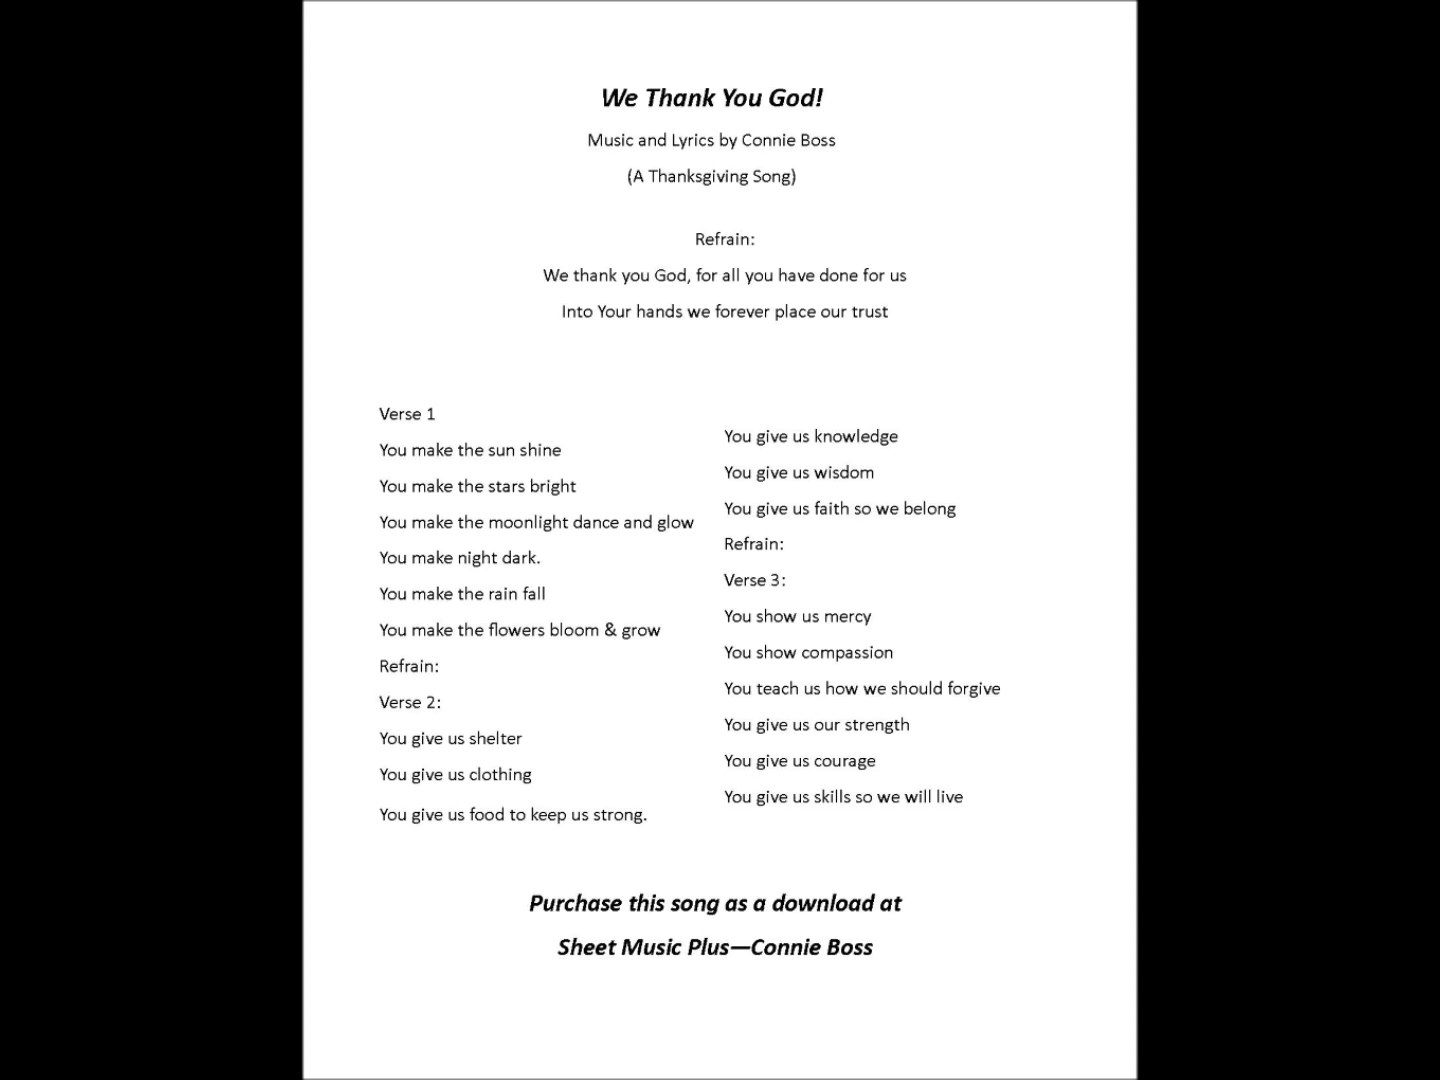 We Thank You God!
Music and Lyrics by Connie Boss
(A Thanksgiving Song)
Refrain:
We thank you God, for all you have done for us
Into Your hands we forever place our trust
Verse 1
You make the sun shine
You make the stars bright
You make the moonlight dance and glow
You make night dark.
You make the rain fall
You make the flowers bloom & grow
Refrain:
Verse 2:
You give us shelter
You give us clothing
You give us food to keep us strong.
You give us knowledge
You give us wisdom
You give us faith so we belong
Refrain:
Verse 3:
You show us mercy
You show compassion
You teach us how we should forgive
You give us our strength
You give us courage
You give us skills so we will live
Purchase this song as a download at
Sheet Music Plus—Connie Boss